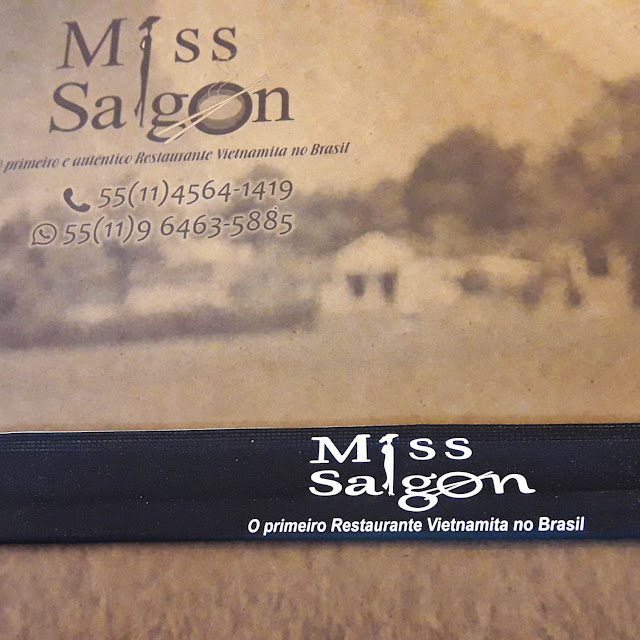 Miss
Saigon
O primeiro e autêntico Restaurante Vietnamita no Brasil
55(11)4564-1419
55(11)9 6463-5885
Miss
Saigon
O primeiro Restaurante Vietnamita no Brasil